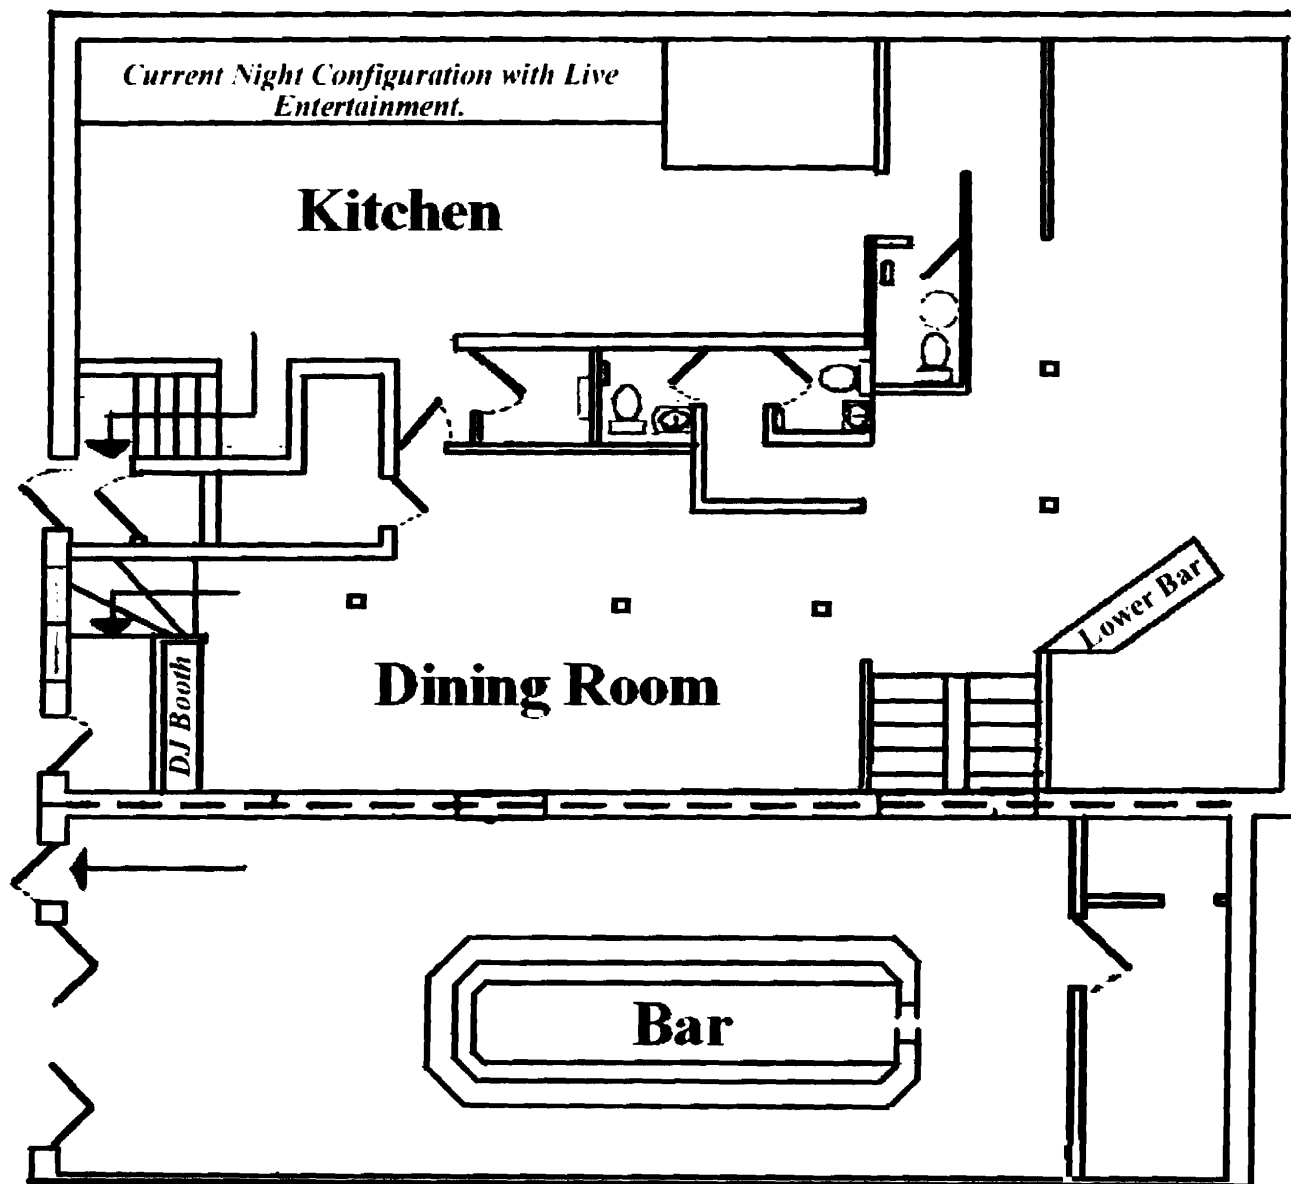 Current Night Configuration with Live
Entertainment.
Kitchen
Lower Bar
Dining Room
DJ Booth
Bar